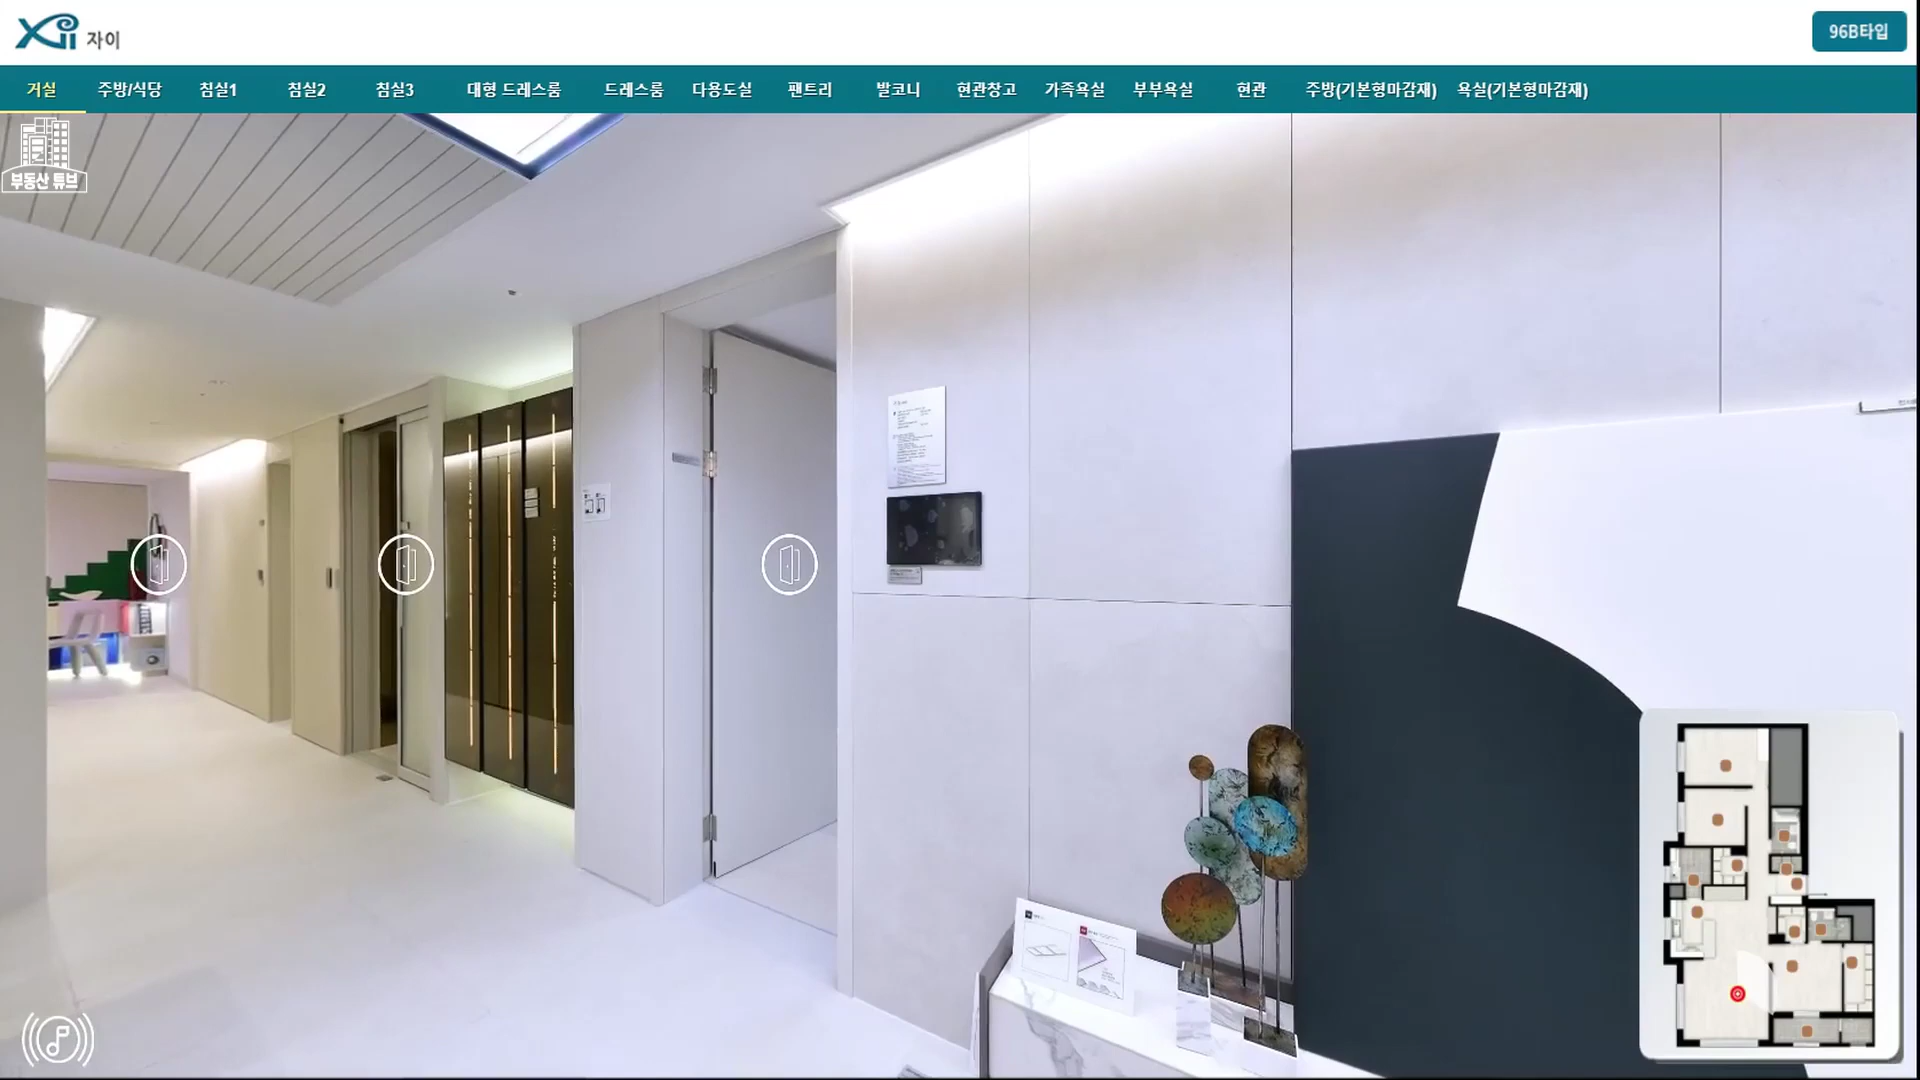 Xii 자이
96B타입
거실 주방/식당 침실1 침실2 침실3 대형 드레스룸 드레스룸 다용도실 팬트리 발코니 현관창고 가족욕실 부부욕실 현관 주방(기본형마감재) 욕실(기본형마감재)
부동산 튜브